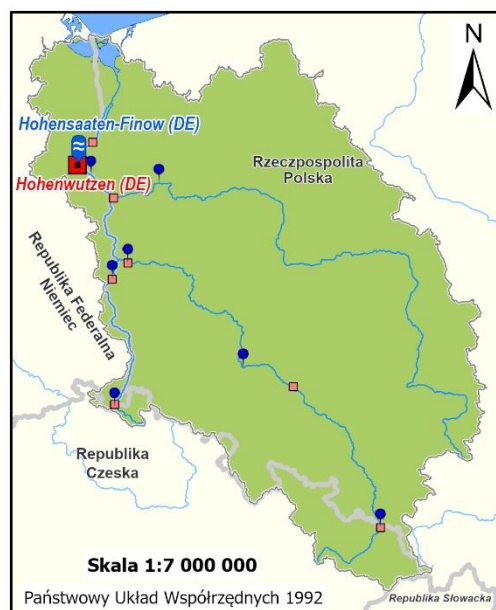 N
Hohensaaten-Finow (DE)
Rzeczpospolita
Polska
Hohenwutzen (DE)
Republika Federalna
Niemiec
Republika
Czeska
Skala 1:7 000 000
Republika Słowacka
Państwowy Układ Współrzędnych 1992